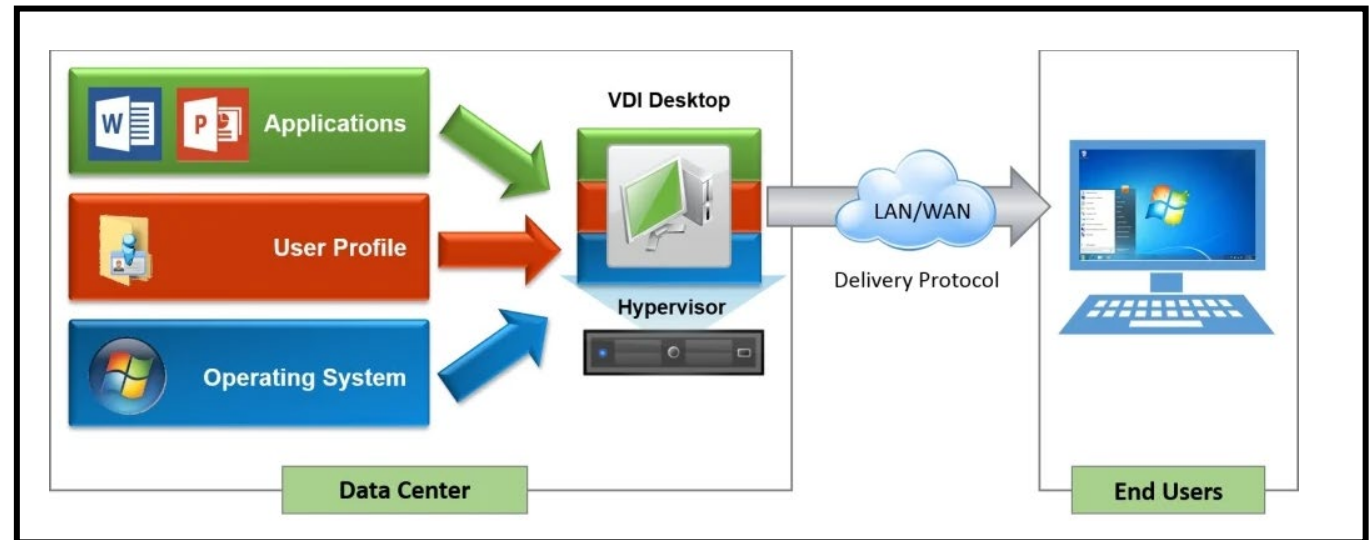 W
P
Applications
User Profile
Operating System
VDI Desktop
Hypervisor
LAN/WAN
Delivery Protocol
Data Center
End Users